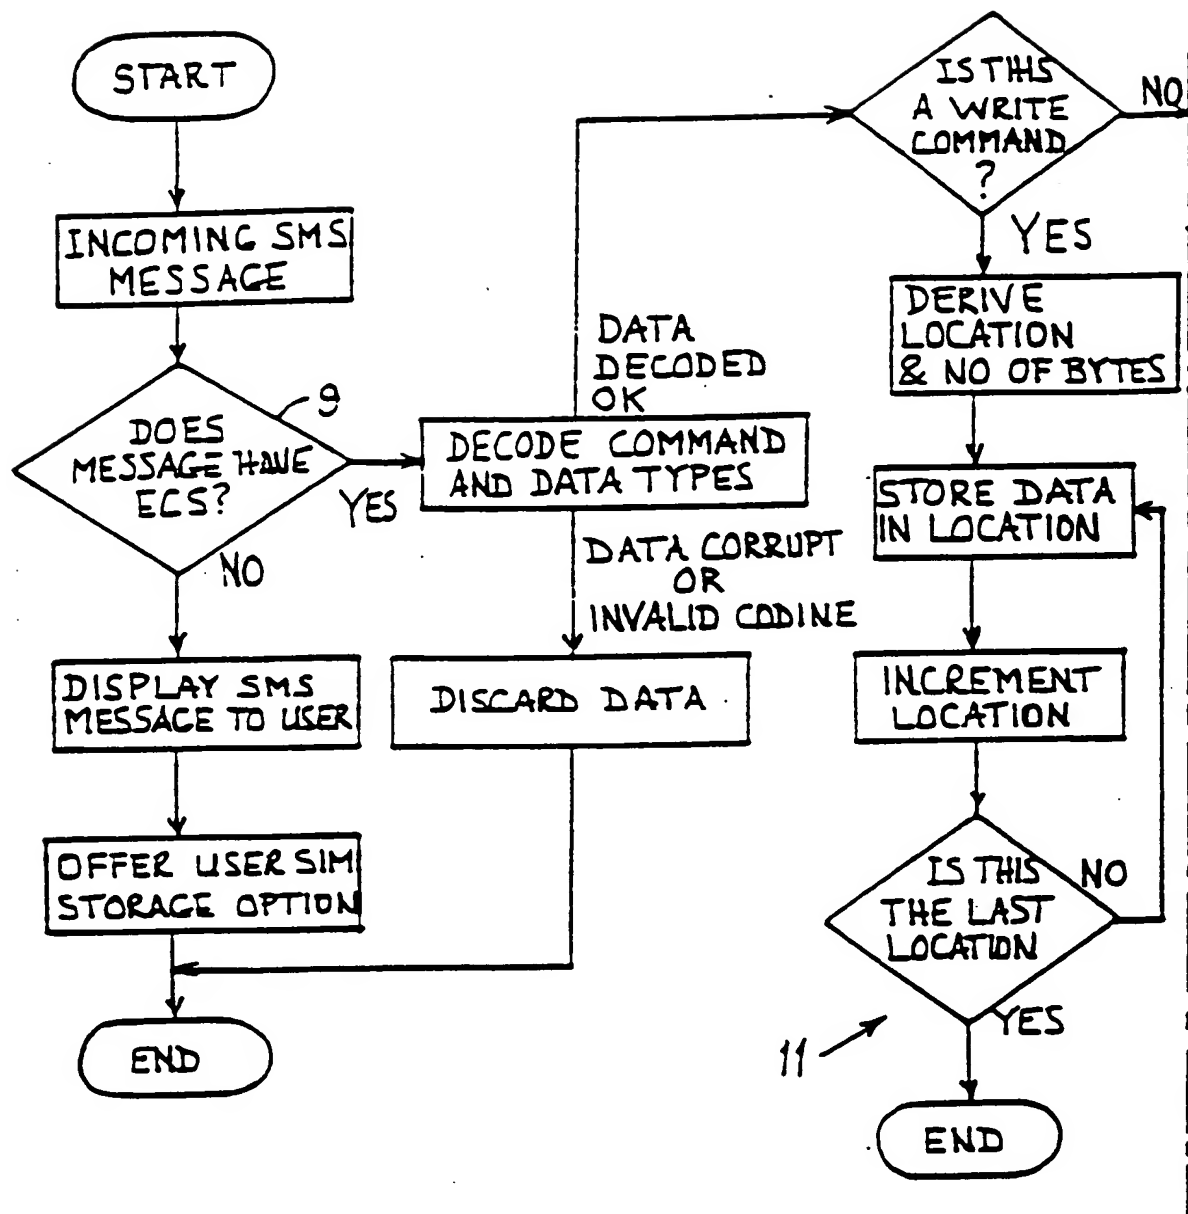 START
INCOMING SMS
MESSAGE
9
DOES
MESSAGE HAVE
ECS?
YES
NO
DISPLAY SMS
MESSAGE TO USER
OFFER USER SIM
STORAGE OPTION
END
DATA
DECODED
OK
DECODE COMMAND
AND DATA TYPES
DATA CORRUPT
OR
INVALID CODINE
DISCARD DATA
IS THIS
A WRITE
COMMAND
?
NO
YES
DERIVE
LOCATION
& NO OF BYTES
STORE DATA
IN LOCATION
INCREMENT
LOCATION
IS THIS
THE LAST
LOCATION
NO
YES
11
END